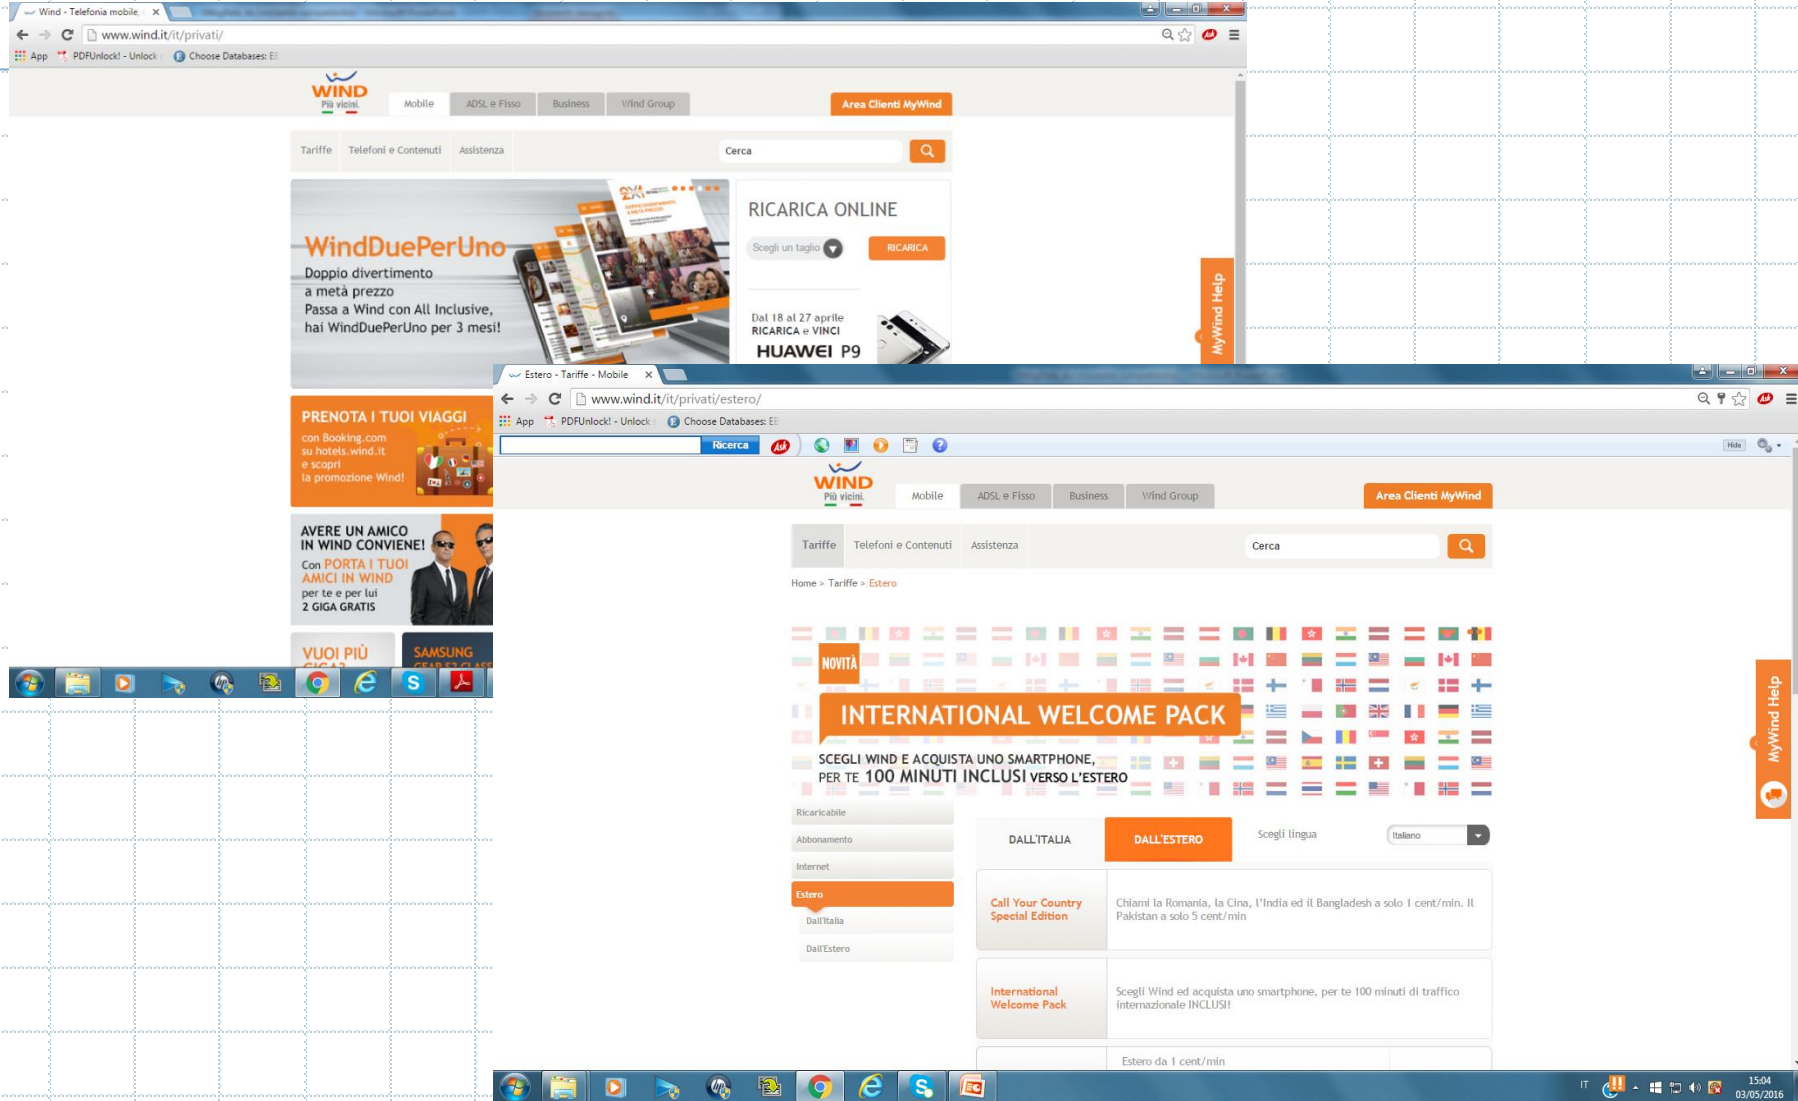 Wind - Telefonia mobile,
www.wind.it/it/privati/
App
PDFUnlock! - Unlock
Choose Databases: E
WIND
Più vicini.
Mobile
ADSL e Fisso
Business
Wind Group
Area Clienti MyWind
Tariffe
Telefoni e Contenuti
Assistenza
Cerca
WindDuePerUno
Doppio divertimento
a metà prezzo
Passa a Wind con All Inclusive,
hai WindDuePerUno per 3 mesi!
RICARICA ONLINE
Scegli un taglio
RICARICA
Dal 18 al 27 aprile
RICARICA e VINCI
HUAWEI P9
MyWind Help
PRENOTA I TUOI VIAGGI
con Booking.com
su hotels.wind.it
e scopri
la promozione Wind!
AVERE UN AMICO
IN WIND CONVIENE!
Con PORTA I TUOI
AMICI IN WIND
per te e per lui
2 GIGA GRATIS
VUOI PIÙ
SAMSUNG
Estero - Tariffe - Mobile
www.wind.it/it/privati/estero/
App
PDFUnlock! - Unlock
Choose Databases: EE
Ricerca
Ask
Hide
WIND
Più vicini.
Mobile
ADSL e Fisso
Business
Wind Group
Area Clienti MyWind
Tariffe
Telefoni e Contenuti
Assistenza
Cerca
Home > Tariffe > Estero
NOVITÀ
INTERNATIONAL WELCOME PACK
SCEGLI WIND E ACQUISTA UNO SMARTPHONE,
PER TE 100 MINUTI INCLUSI VERSO L'ESTERO
MyWind Help
Ricaricabile
Abbonamento
Internet
Estero
Dall'Italia
Dall'Estero
DALL'ITALIA
DALL'ESTERO
Scegli lingua
Italiano
Call Your Country
Special Edition
Chiami la Romania, la Cina, l'India ed il Bangladesh a solo 1 cent/min. Il
Pakistan a solo 5 cent/min
International
Welcome Pack
Scegli Wind ed acquista uno smartphone, per te 100 minuti di traffico
internazionale INCLUSI!
Estero da 1 cent/min
IT
15:04
03/05/2016